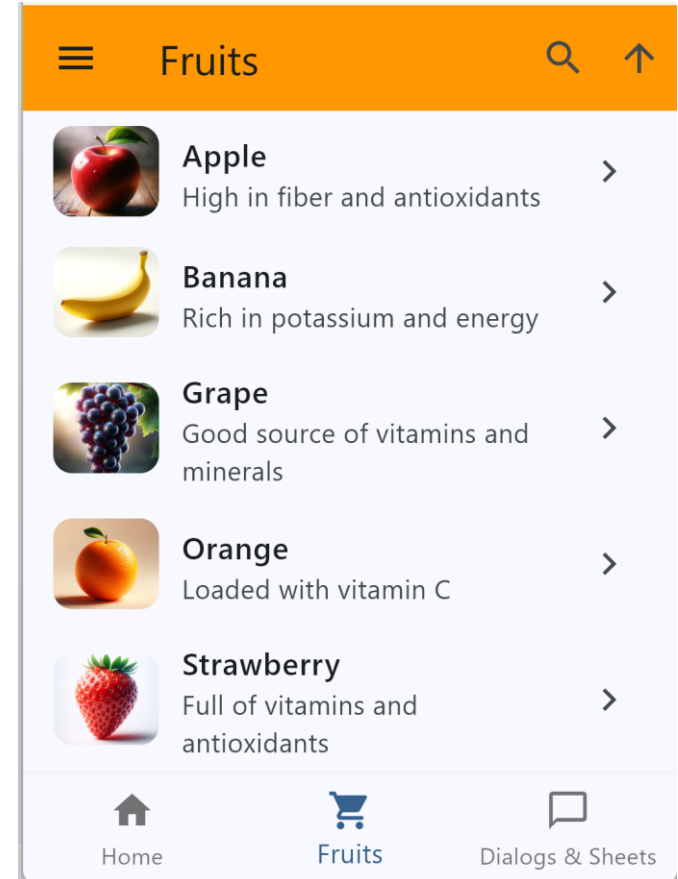 Fruits
Apple
High in fiber and antioxidants
Banana
Rich in potassium and energy
Grape
Good source of vitamins and
minerals
Orange
Loaded with vitamin C
Strawberry
Full of vitamins and
antioxidants
Home
Fruits
Dialogs & Sheets